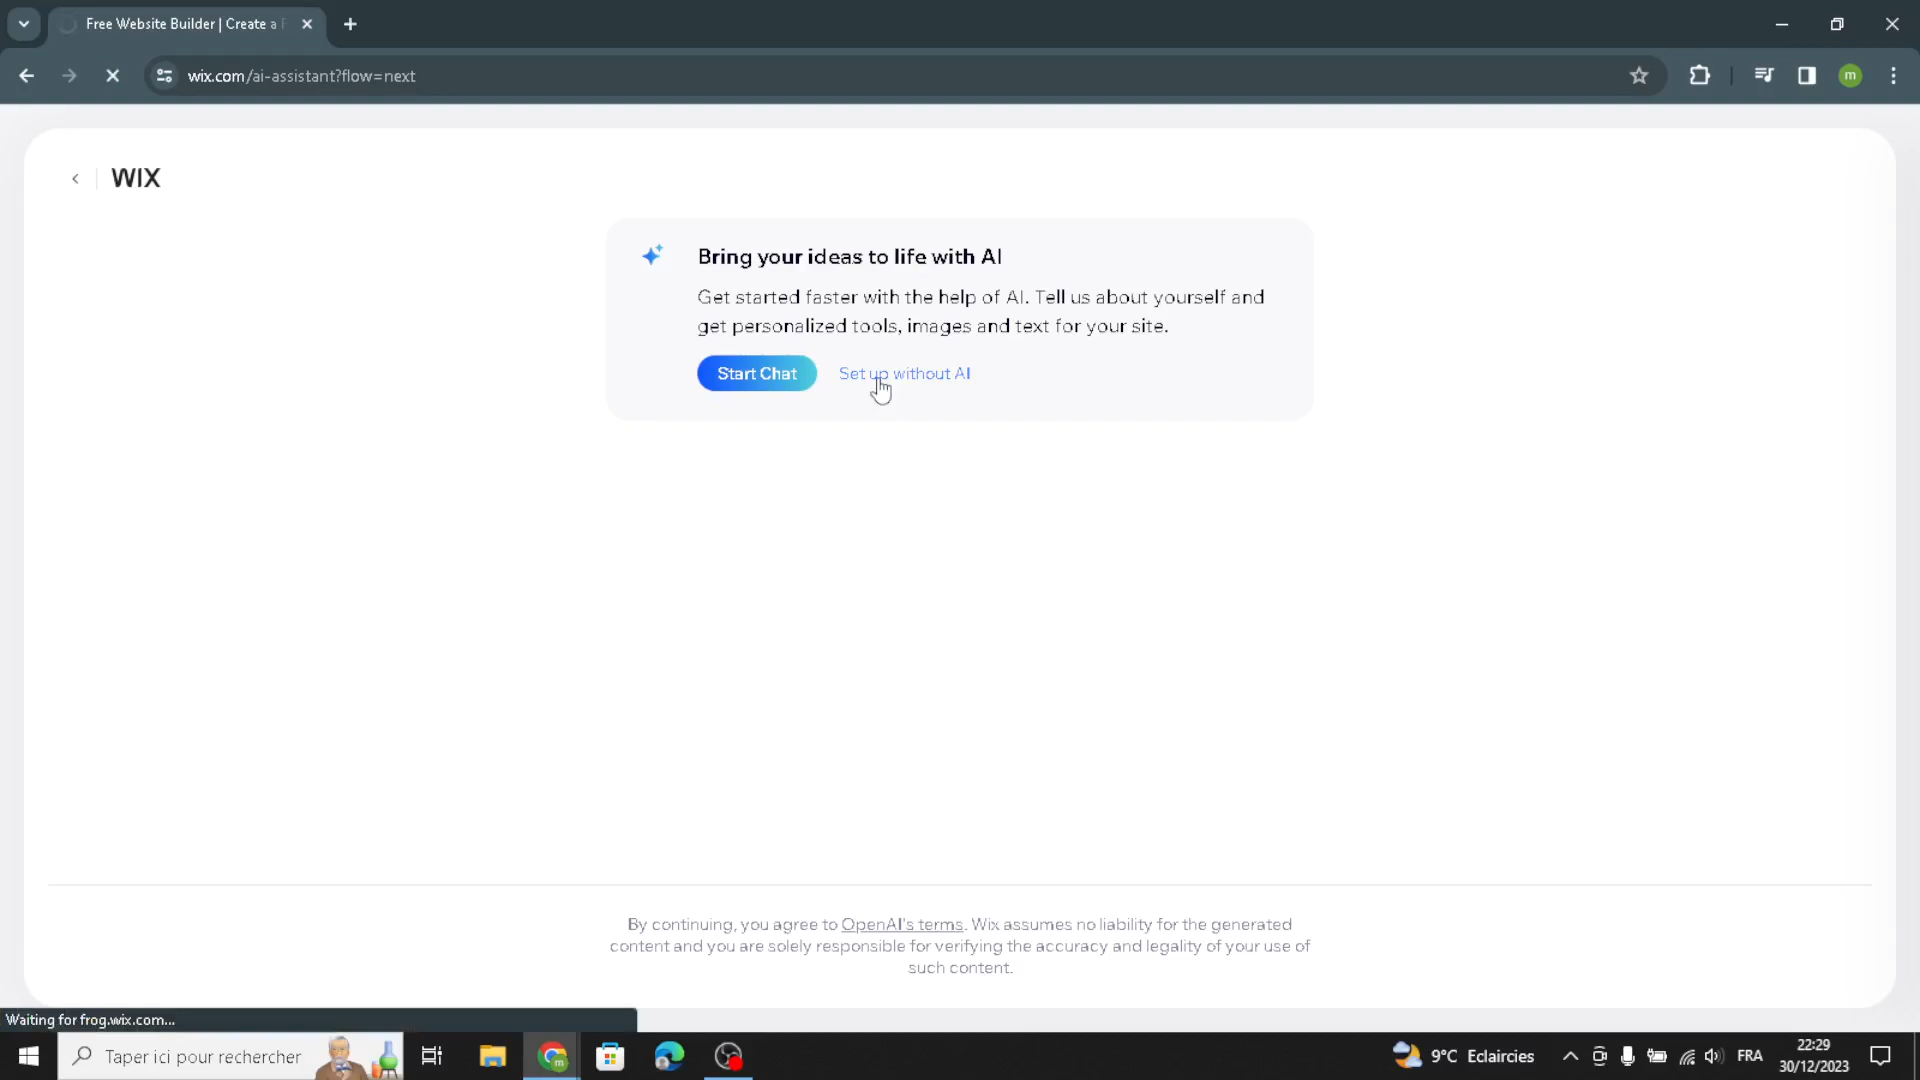 Free Website Builder | Create a
wix.com/ai-assistant?flow=next
m
WIX
Bring your ideas to life with AI
Get started faster with the help of AI. Tell us about yourself and
get personalized tools, images and text for your site.
Start Chat
Set up without AI
By continuing, you agree to OpenAI's terms. Wix assumes no liability for the generated
content and you are solely responsible for verifying the accuracy and legality of your use of
such content.
Waiting for frog.wix.com...
Taper ici pour rechercher
m
9°C Eclaircies
FRA
22:29
30/12/2023